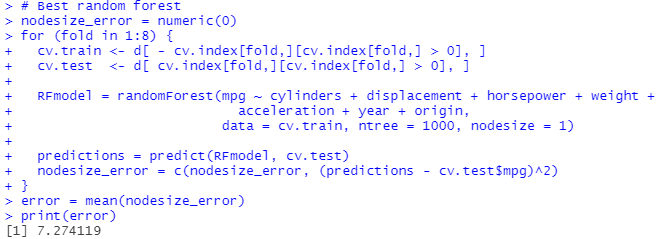 > # Best random forest
> nodesize_error = numeric(0)
> for (fold in 1:8) {
+   cv.train <- d[ - cv.index[fold,][cv.index[fold,] > 0], ]
+   cv.test  <- d[ cv.index[fold,][cv.index[fold,] > 0], ]
+
+   RFmodel = randomForest(mpg ~ cylinders + displacement + horsepower + weight +
+                            acceleration + year + origin,
+                          data = cv.train, ntree = 1000, nodesize = 1)
+
+   predictions = predict(RFmodel, cv.test)
+   nodesize_error = c(nodesize_error, (predictions - cv.test$mpg)^2)
+ }
> error = mean(nodesize_error)
> print(error)
[1] 7.274119